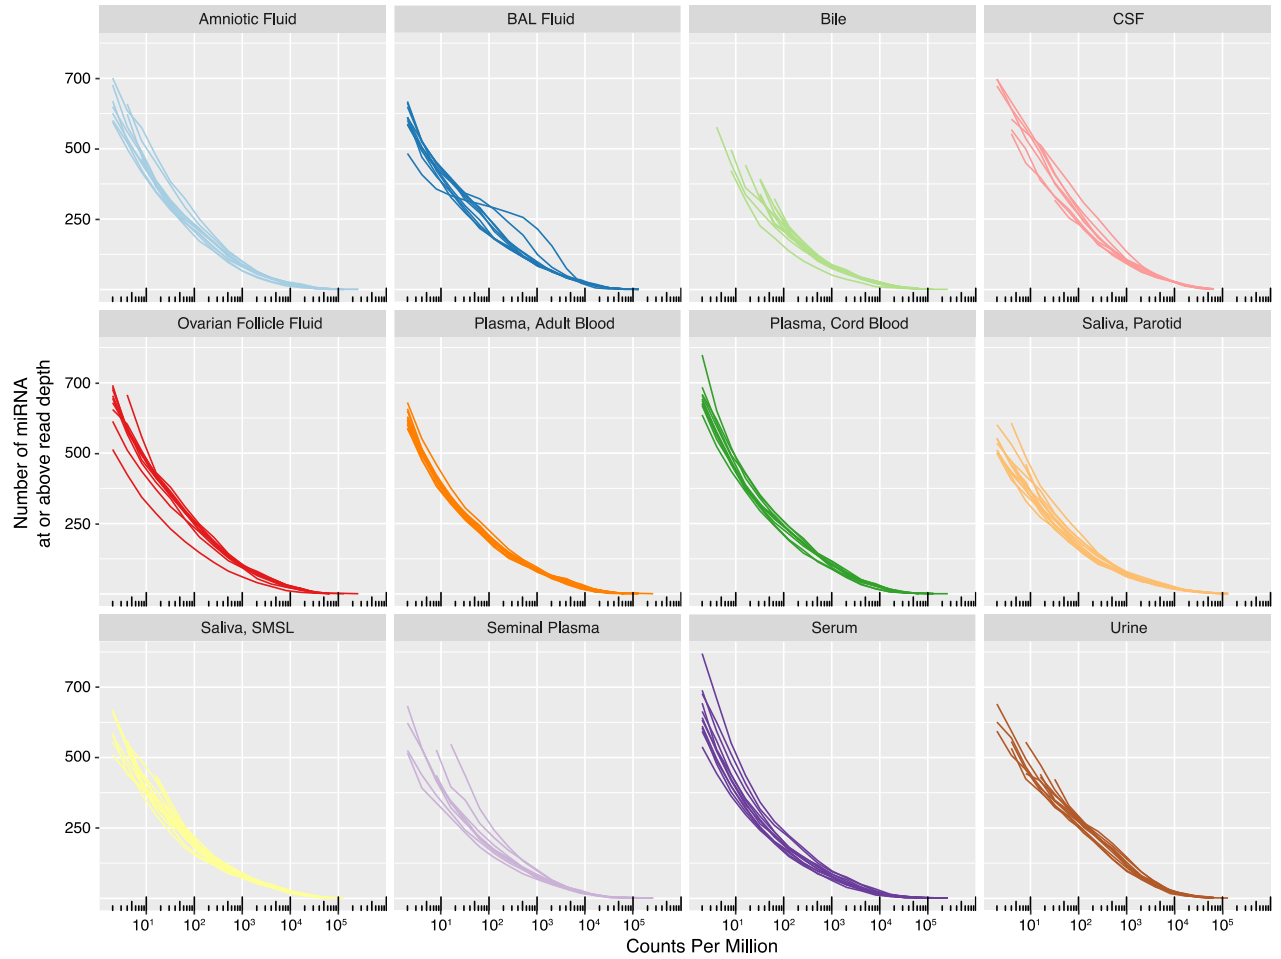 Amniotic Fluid BAL Fluid Bile CSF
700
500
250
Ovarian Follicle Fluid Plasma, Adult Blood Plasma, Cord Blood Saliva, Parotid
700
500
250
Number of miRNA
at or above read depth
Saliva, SMSL Seminal Plasma Serum Urine
700
500
250
10¹ 10² 10³ 10⁴ 10⁵ 10¹ 10² 10³ 10⁴ 10⁵ 10¹ 10² 10³ 10⁴ 10⁵ 10¹ 10² 10³ 10⁴ 10⁵
Counts Per Million